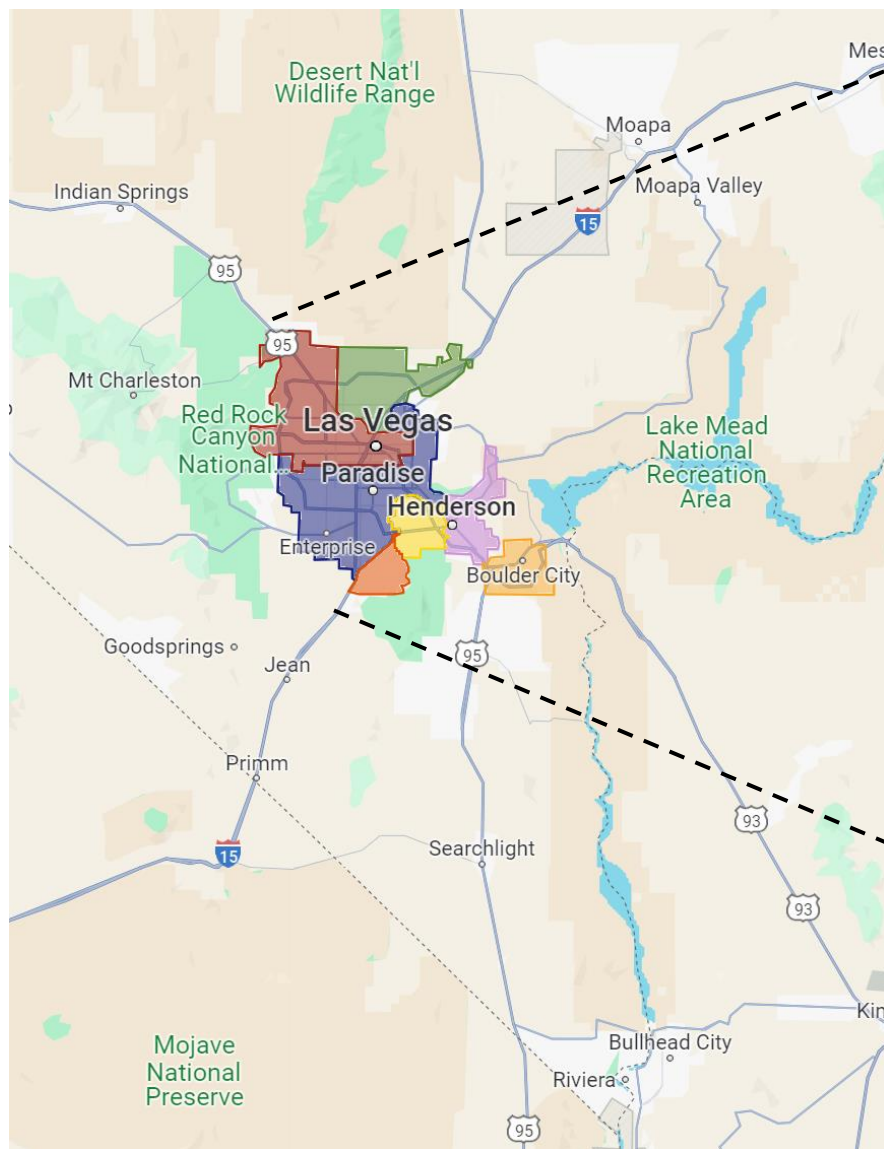 Desert Nat'l
Wildlife Range
Mes
Moapa
Moapa Valley
Indian Springs
15
95
95
Mt Charleston
Red Rock
Canyon
National...
Las Vegas
Lake Mead
National
Recreation
Area
Paradise
Henderson
Enterprise
Boulder City
Goodsprings
95
Jean
Primm
93
15
Searchlight
93
Kin
Mojave
National
Preserve
Bullhead City
Riviera
95